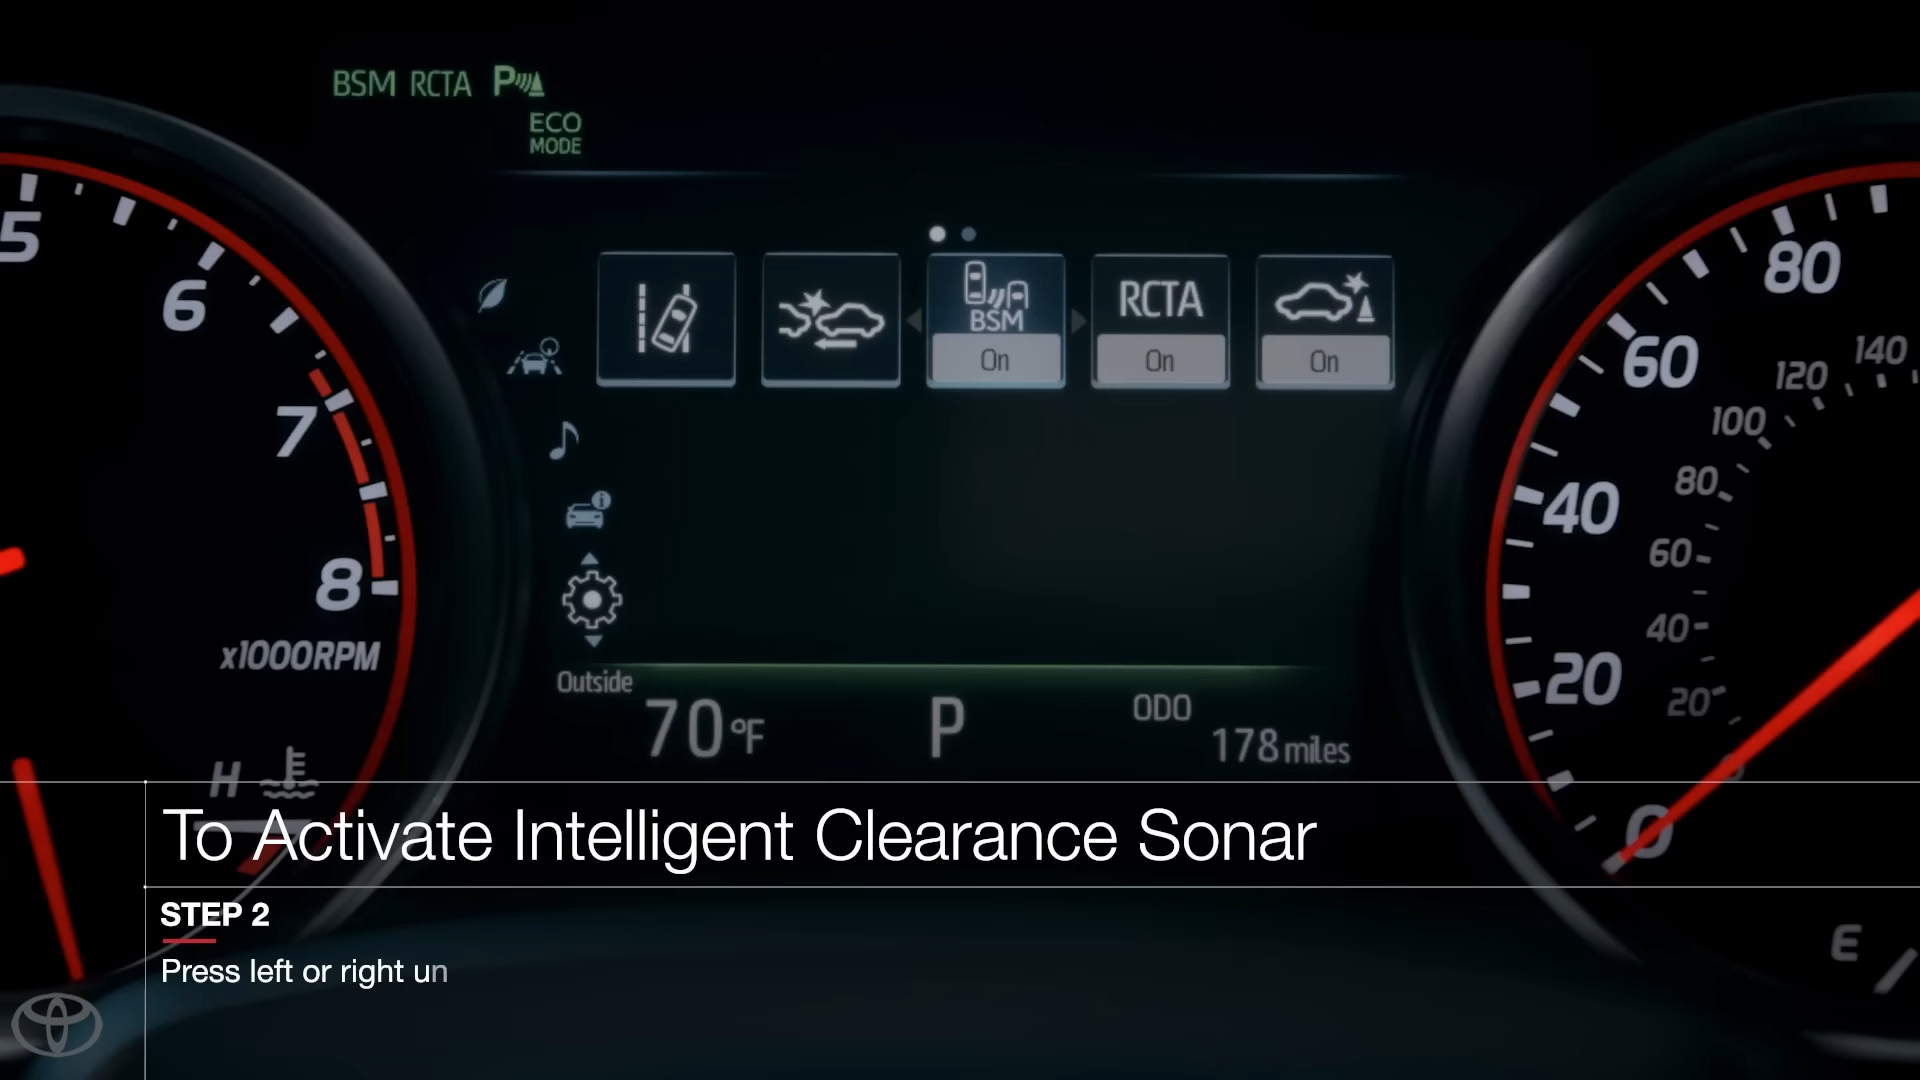 BSM RCTA P
ECO
MODE
5
6
7
8
x1000RPM
H
BSM
On
RCTA
On
On
Outside
70°F
P
ODO
178 miles
80
60
40
20
0
140
120
100
80
60
40
20
E
To Activate Intelligent Clearance Sonar
STEP 2
Press left or right un